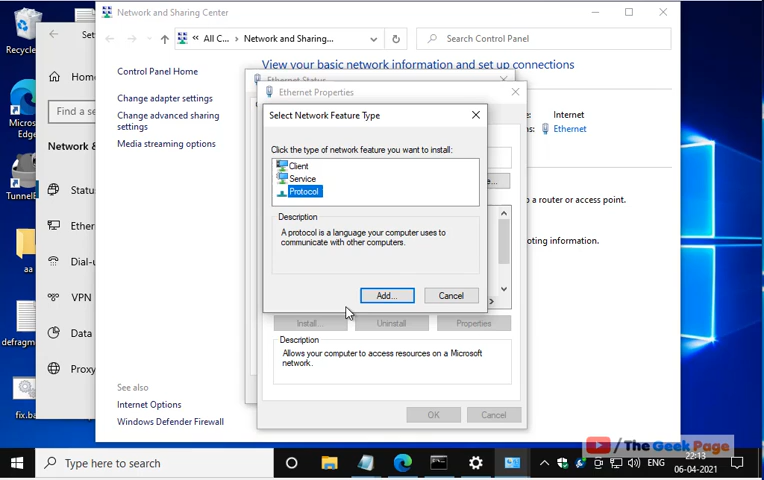 Recycle
Micros
Edge
TunnelB
aa
defragm
fix.ba
Set
Hom
Find a se
Network &
Statu
Ether
Dial-u
VPN
Data
Proxy
Network and Sharing Center
« All C... > Network and Sharing...
Search Control Panel
Control Panel Home
Change adapter settings
Change advanced sharing
settings
Media streaming options
See also
Internet Options
Windows Defender Firewall
View your basic network information and set up connections
Internet
Ethernet
o a router or access point.
oting information.
Ethernet Status
Ethernet Properties
Select Network Feature Type
Click the type of network feature you want to install:
Client
Service
Protocol
Description
A protocol is a language your computer uses to
communicate with other computers.
Add...
Cancel
Install...
Uninstall
Properties
Description
Allows your computer to access resources on a Microsoft
network.
OK
Cancel
/The Geek Page
Type here to search
ENG
22:13
06-04-2021